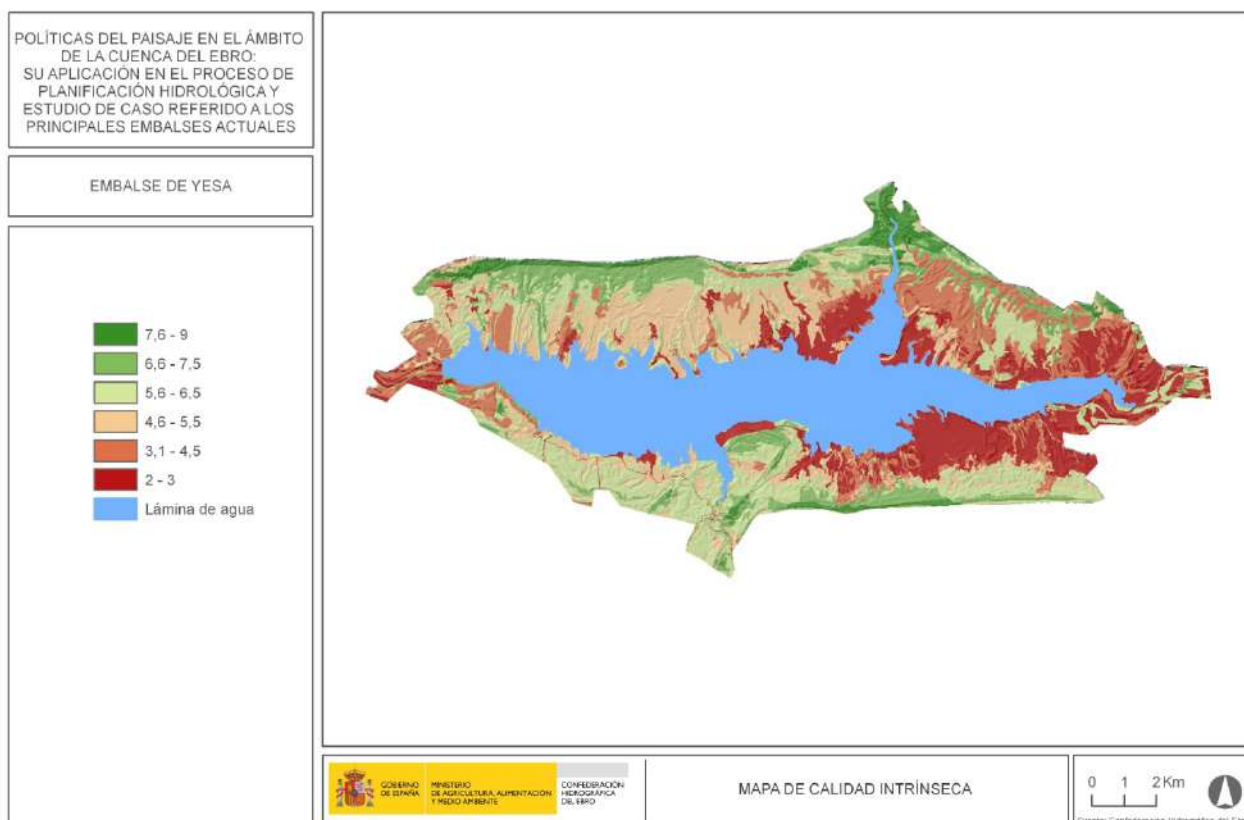 POLÍTICAS DEL PAISAJE EN EL ÁMBITO
DE LA CUENCA DEL EBRO:
SU APLICACIÓN EN EL PROCESO DE
PLANIFICACIÓN HIDROLÓGICA Y
ESTUDIO DE CASO REFERIDO A LOS
PRINCIPALES EMBALSES ACTUALES
EMBALSE DE YESA
7,6 - 9
6,6 - 7,5
5,6 - 6,5
4,6 - 5,5
3,1 - 4,5
2 - 3
Lámina de agua
GOBIERNO
DE ESPAÑA
MINISTERIO
DE AGRICULTURA, ALIMENTACIÓN
Y MEDIO AMBIENTE
CONFEDERACIÓN
HIDROGRÁFICA
DEL EBRO
MAPA DE CALIDAD INTRÍNSECA
0 1 2 Km